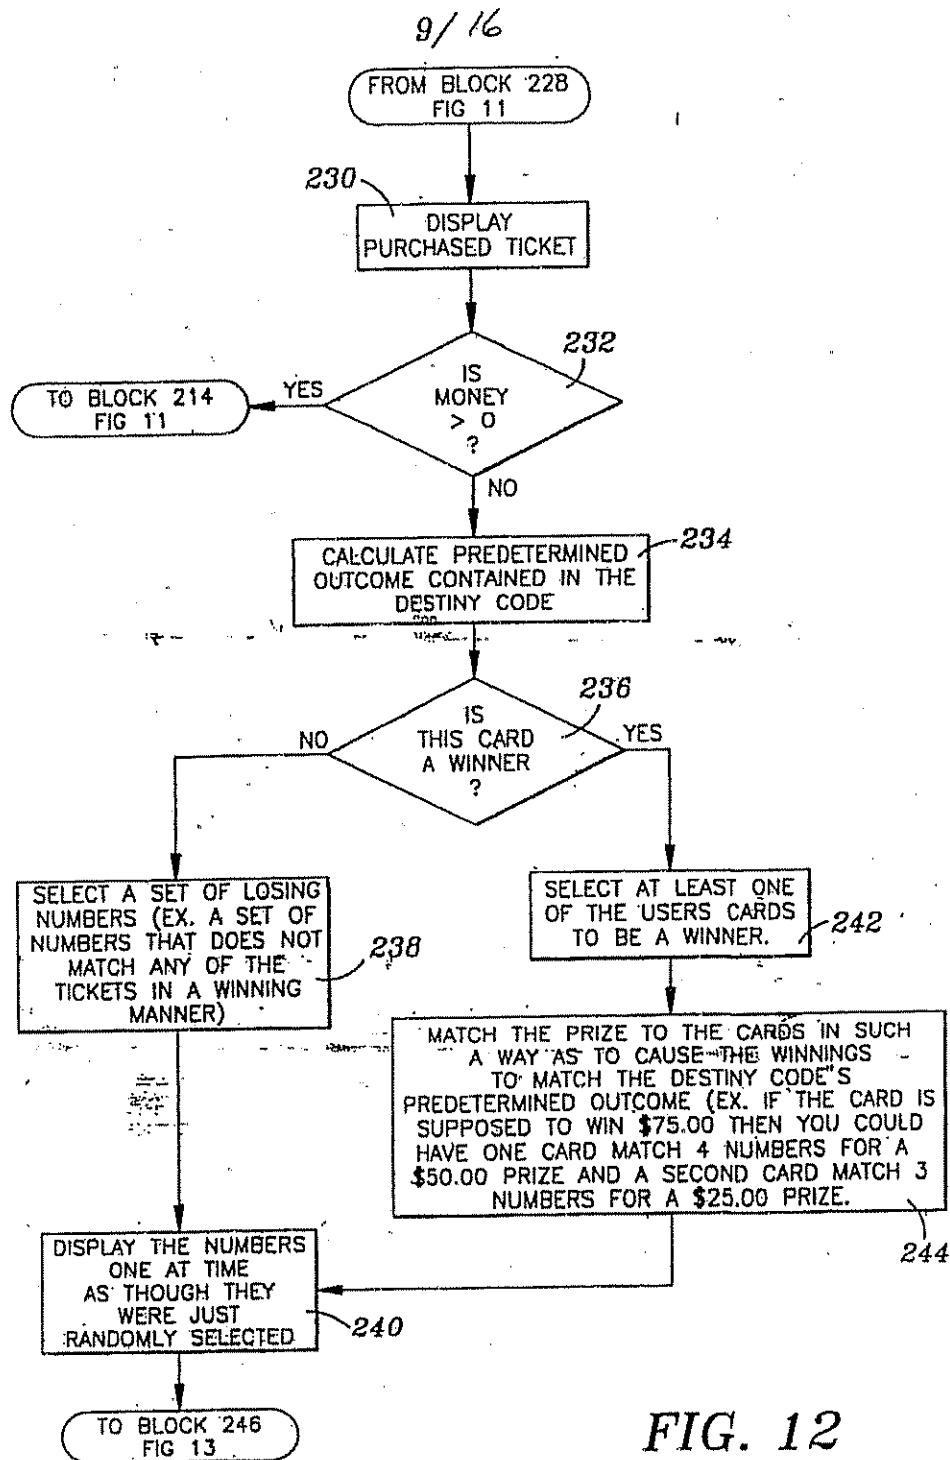 9/16
FROM BLOCK 228
FIG 11
230
DISPLAY
PURCHASED TICKET
232
IS
MONEY
> 0
?
YES
TO BLOCK 214
FIG 11
NO
234
CALCULATE PREDETERMINED
OUTCOME CONTAINED IN THE
DESTINY CODE
236
IS
THIS CARD
A WINNER
?
NO
YES
SELECT A SET OF LOSING
NUMBERS (EX. A SET OF
NUMBERS THAT DOES NOT
MATCH ANY OF THE
TICKETS IN A WINNING
MANNER)
238
SELECT AT LEAST ONE
OF THE USERS CARDS
TO BE A WINNER.
242
MATCH THE PRIZE TO THE CARDS IN SUCH
A WAY AS TO CAUSE THE WINNINGS
TO MATCH THE DESTINY CODE'S
PREDETERMINED OUTCOME (EX. IF THE CARD IS
SUPPOSED TO WIN $75.00 THEN YOU COULD
HAVE ONE CARD MATCH 4 NUMBERS FOR A
$50.00 PRIZE AND A SECOND CARD MATCH 3
NUMBERS FOR A $25.00 PRIZE.
244
DISPLAY THE NUMBERS
ONE AT TIME
AS THOUGH THEY
WERE JUST
RANDOMLY SELECTED
240
TO BLOCK 246
FIG 13
FIG. 12